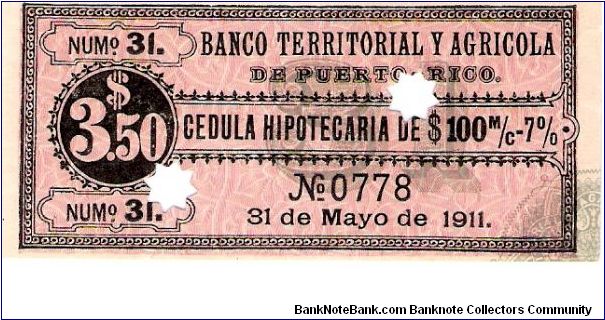 NUMº 31. BANCO TERRITORIAL Y AGRICOLA
DE PUERTO RICO.
$ 3.50
CEDULA HIPOTECARIA DE $100 M/C-7%
Nº 0778
NUMº 31. 31 de Mayo de 1911.
BankNoteBank.com Banknote Collectors Community